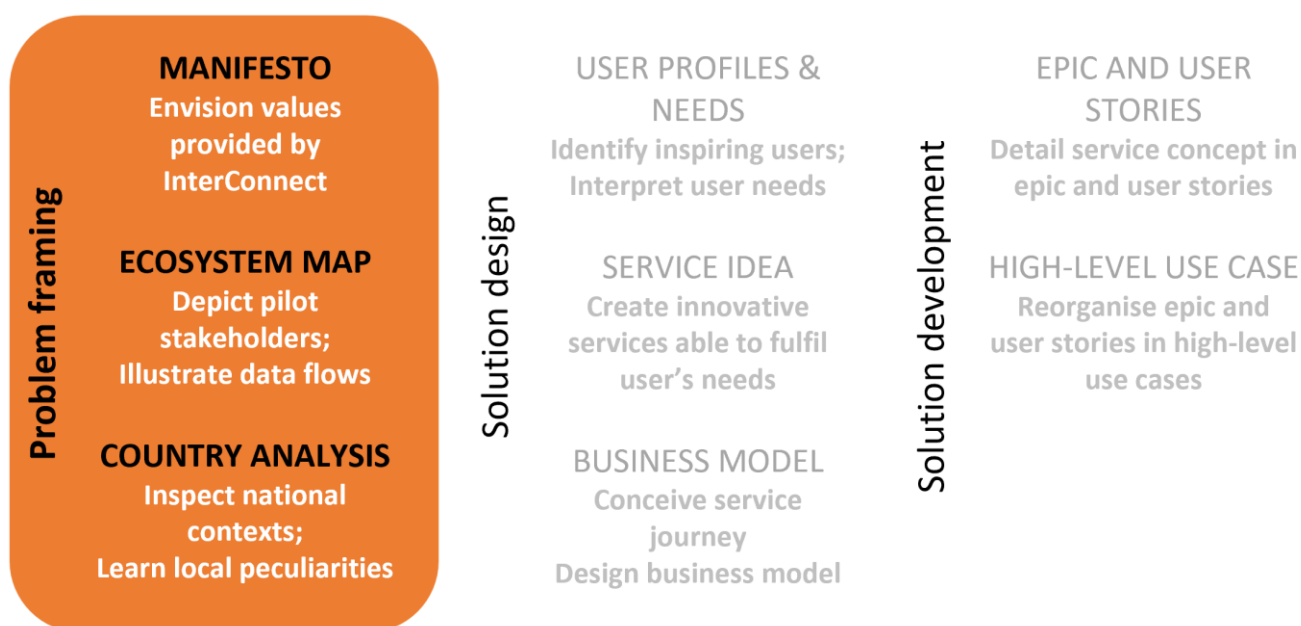 Problem framing
MANIFESTO
Envision values
provided by
InterConnect
ECOSYSTEM MAP
Depict pilot
stakeholders;
Illustrate data flows
COUNTRY ANALYSIS
Inspect national
contexts;
Learn local peculiarities
Solution design
USER PROFILES &
NEEDS
Identify inspiring users;
Interpret user needs
SERVICE IDEA
Create innovative
services able to fulfil
user’s needs
BUSINESS MODEL
Conceive service
journey
Design business model
Solution development
EPIC AND USER
STORIES
Detail service concept in
epic and user stories
HIGH-LEVEL USE CASE
Reorganise epic and
user stories in high-level
use cases